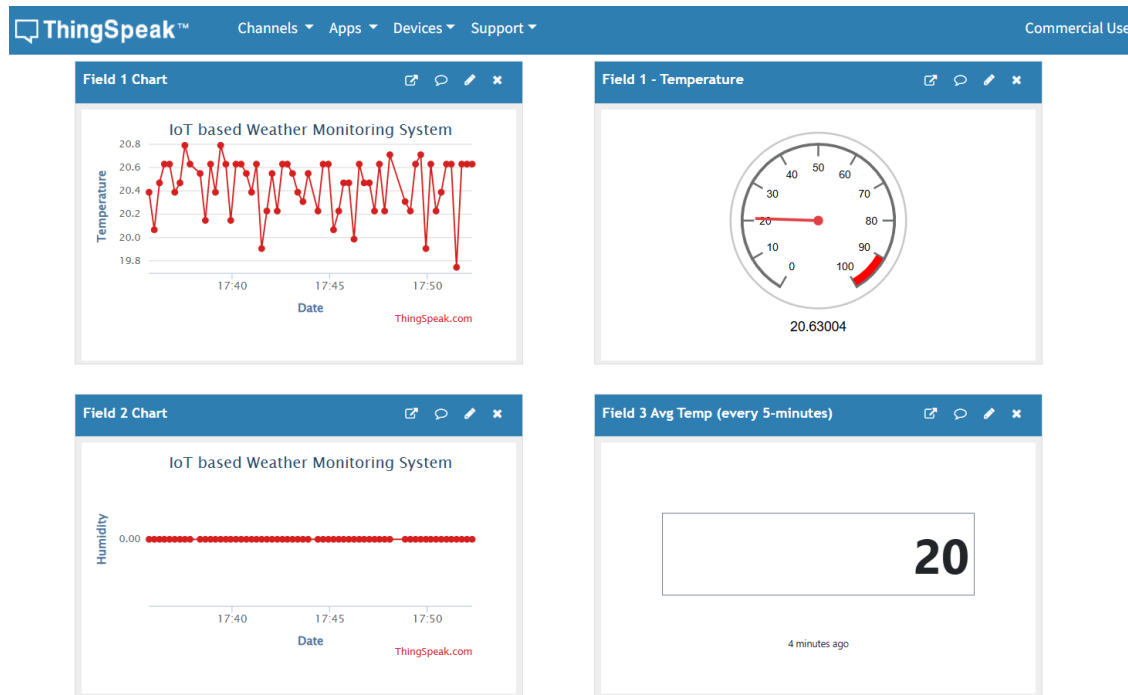 ThingSpeak™ Channels Apps Devices Support Commercial Use
Field 1 Chart
IoT based Weather Monitoring System
20.8
20.6
20.4
20.2
20.0
19.8
Temperature
17:40 17:45 17:50
Date
ThingSpeak.com
Field 1 - Temperature
0
10
20
30
40
50
60
70
80
90
100
20.63004
Field 2 Chart
IoT based Weather Monitoring System
Humidity
0.00
17:40 17:45 17:50
Date
ThingSpeak.com
Field 3 Avg Temp (every 5-minutes)
20
4 minutes ago